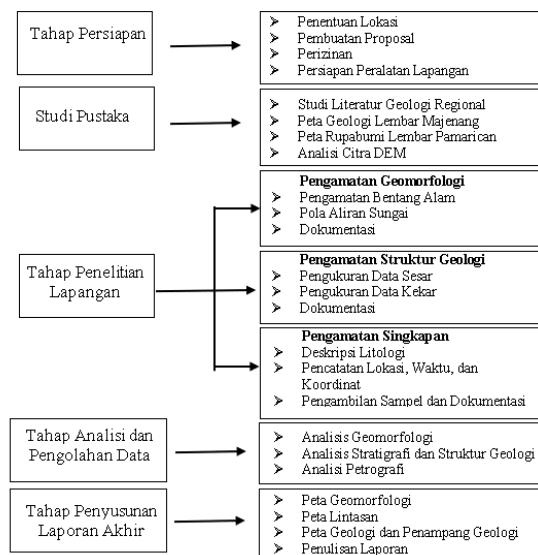 Tahap Persiapan
➢ Penentuan Lokasi
➢ Pembuatan Proposal
➢ Perizinan
➢ Persiapan Peralatan Lapangan
Studi Pustaka
➢ Studi Literatur Geologi Regional
➢ Peta Geologi Lembar Majenang
➢ Peta Rupabumi Lembar Pamarican
➢ Analisi Citra DEM
Tahap Penelitian
Lapangan
Pengamatan Geomorfologi
➢ Pengamatan Bentang Alam
➢ Pola Aliran Sungai
➢ Dokumentasi
Pengamatan Struktur Geologi
➢ Pengukuran Data Sesar
➢ Pengukuran Data Kekar
➢ Dokumentasi
Pengamatan Singkapan
➢ Deskripsi Litologi
➢ Pencatatan Lokasi, Waktu, dan
Koordinat
➢ Pengambilan Sampel dan Dokumentasi
Tahap Analisi dan
Pengolahan Data
➢ Analisis Geomorfologi
➢ Analisis Stratigrafi dan Struktur Geologi
➢ Analisi Petrografi
Tahap Penyusunan
Laporan Akhir
➢ Peta Geomorfologi
➢ Peta Lintasan
➢ Peta Geologi dan Penampang Geologi
➢ Penulisan Laporan